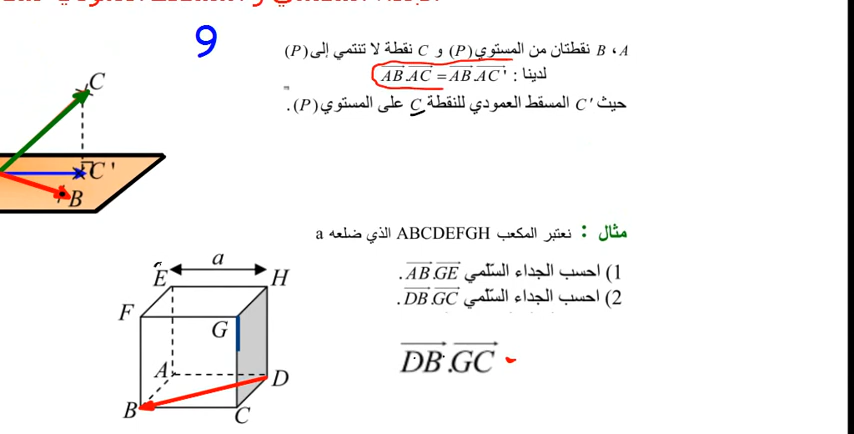 و
A ، B نقطتان من المستوي (P) و C نقطة لا تنتمي إلى (P)
لدينا : AB.AC = AB.AC'
حيث C' المسقط العمودي للنقطة C على المستوي (P).
C
C'
B
مثال : نعتبر المكعب ABCDEFGH الذي ضلعه a
1) احسب الجداء السلّمي AB.GE.
2) احسب الجداء السلّمي DB.GC.
DB.GC
a
E
H
F
G
A
D
B
C